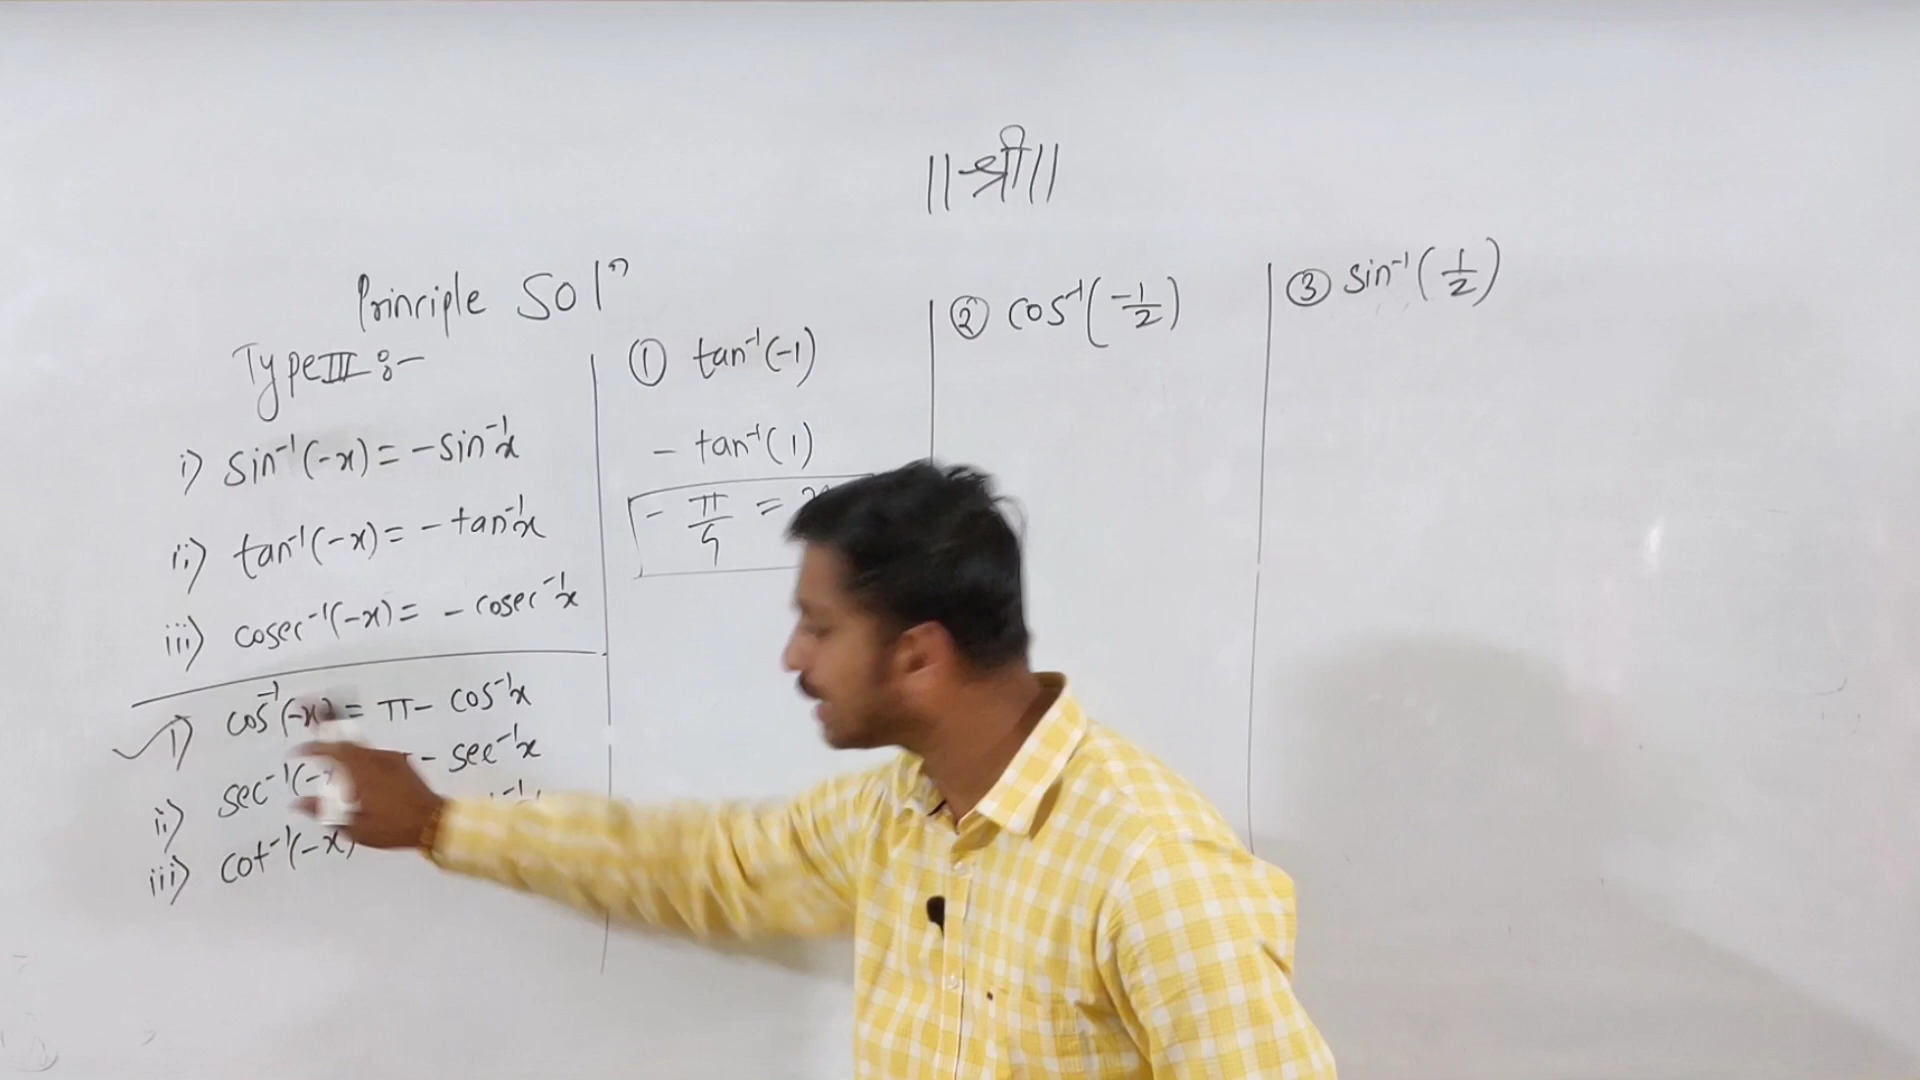 ||श्री||
Principle Solⁿ
Type III :-
i) sin⁻¹(-x) = -sin⁻¹x
ii) tan⁻¹(-x) = - tan⁻¹x
iii) cosec⁻¹(-x) = - cosec⁻¹x
i) cos⁻¹(-x) = π - cos⁻¹x
ii) sec⁻¹(- - sec⁻¹x
iii) cot⁻¹(-x)
① tan⁻¹(-1)
- tan⁻¹(1)
- π/4 =
② cos⁻¹(-1/2)
③ sin⁻¹(1/2)